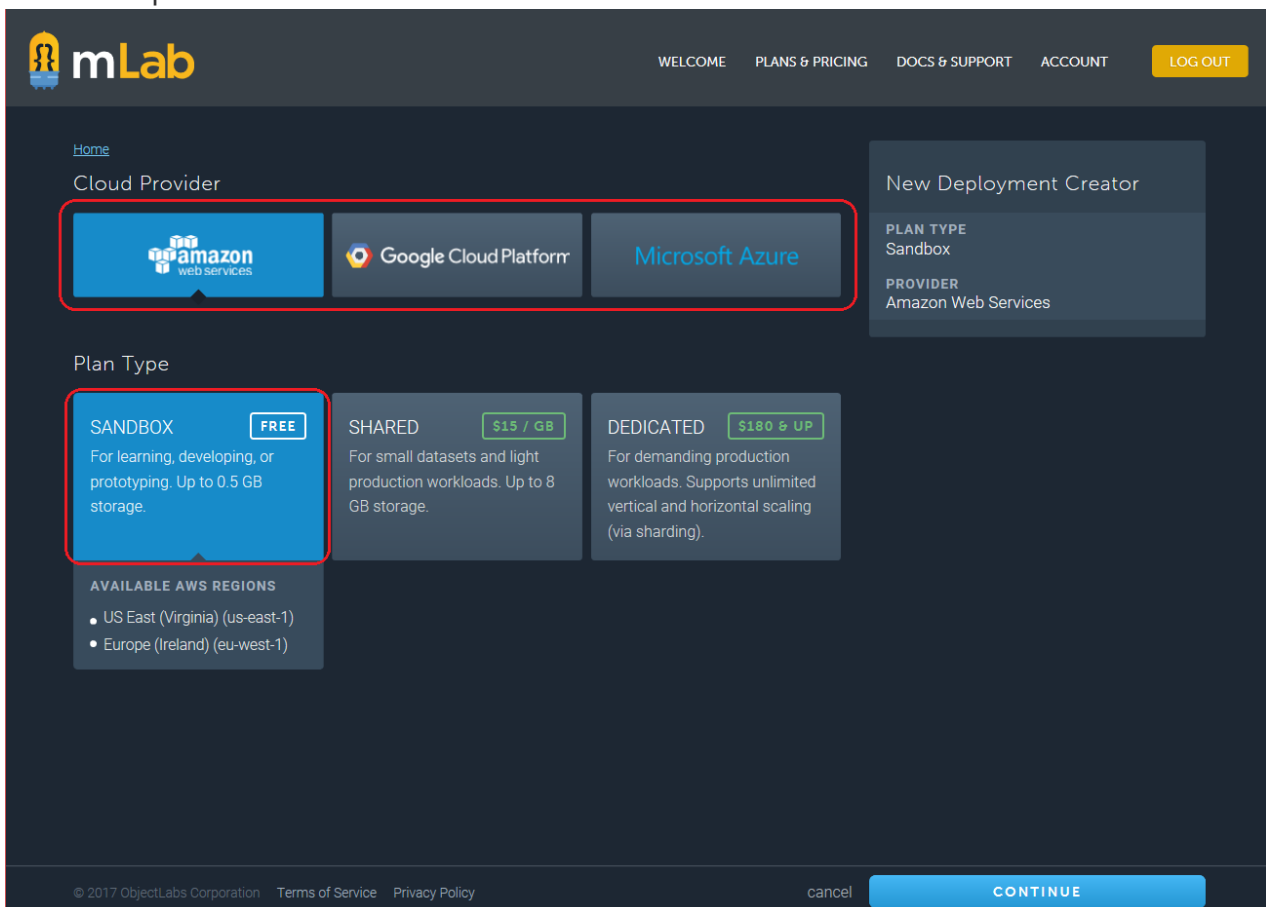 mLab
WELCOME PLANS & PRICING DOCS & SUPPORT ACCOUNT LOG OUT
Home
Cloud Provider
amazon
web services
Google Cloud Platform
Microsoft Azure
New Deployment Creator
PLAN TYPE
Sandbox
PROVIDER
Amazon Web Services
Plan Type
SANDBOX FREE
For learning, developing, or
prototyping. Up to 0.5 GB
storage.
SHARED $15 / GB
For small datasets and light
production workloads. Up to 8
GB storage.
DEDICATED $180 & UP
For demanding production
workloads. Supports unlimited
vertical and horizontal scaling
(via sharding).
AVAILABLE AWS REGIONS
• US East (Virginia) (us-east-1)
• Europe (Ireland) (eu-west-1)
© 2017 ObjectLabs Corporation Terms of Service Privacy Policy cancel CONTINUE